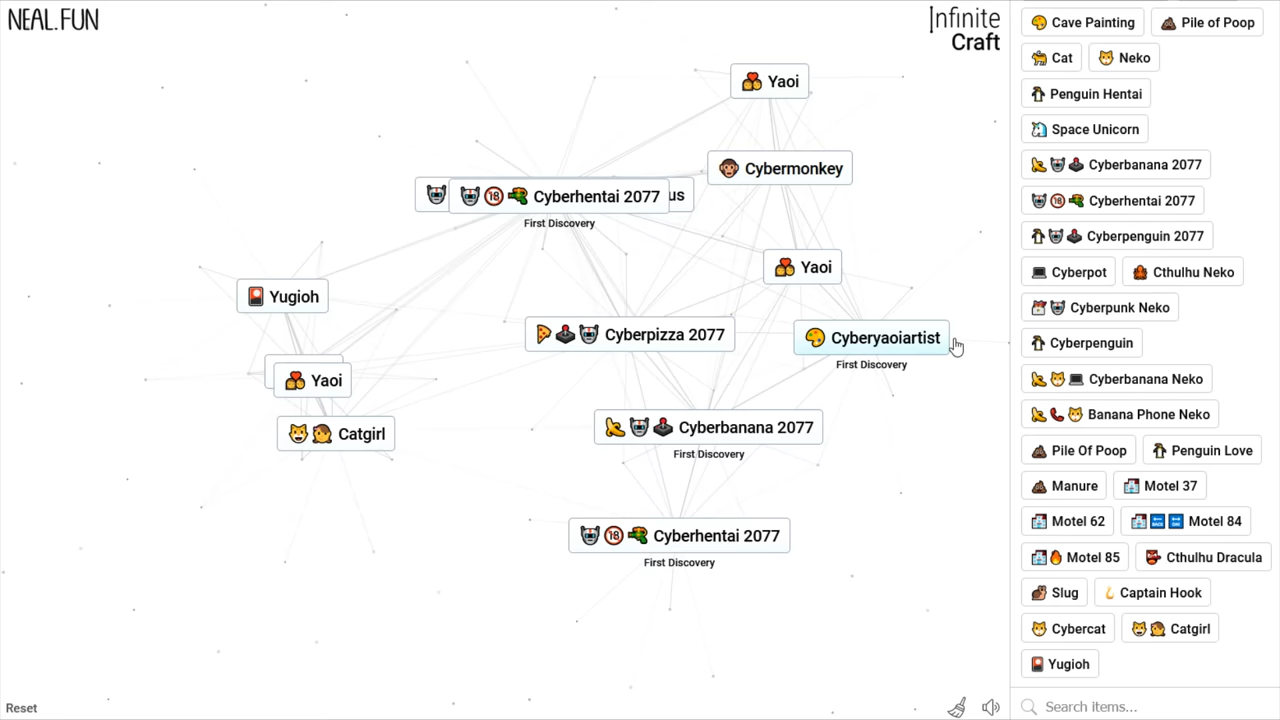 NEAL.FUN
Infinite
Craft
Yaoi
Cybermonkey
Cyberhentai 2077
us
First Discovery
Yaoi
Yugioh
Cyberpizza 2077
Cyberyaoiartist
First Discovery
Yaoi
Catgirl
Cyberbanana 2077
First Discovery
Cyberhentai 2077
First Discovery
Reset
Cave Painting Pile of Poop
Cat Neko
Penguin Hentai
Space Unicorn
Cyberbanana 2077
Cyberhentai 2077
Cyberpenguin 2077
Cyberpot Cthulhu Neko
Cyberpunk Neko
Cyberpenguin
Cyberbanana Neko
Banana Phone Neko
Pile Of Poop Penguin Love
Manure Motel 37
Motel 62 Motel 84
Motel 85 Cthulhu Dracula
Slug Captain Hook
Cybercat Catgirl
Yugioh
Search items...